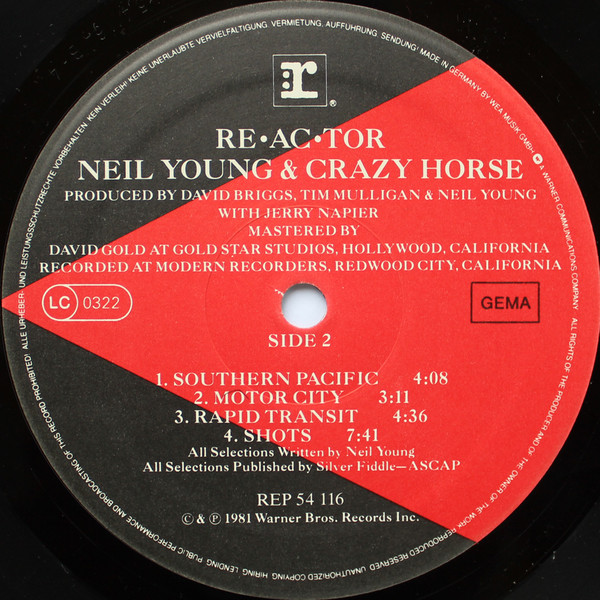 r
®
RE•AC•TOR
NEIL YOUNG & CRAZY HORSE
PRODUCED BY DAVID BRIGGS, TIM MULLIGAN & NEIL YOUNG
WITH JERRY NAPIER
MASTERED BY
DAVID GOLD AT GOLD STAR STUDIOS, HOLLYWOOD, CALIFORNIA
RECORDED AT MODERN RECORDERS, REDWOOD CITY, CALIFORNIA
LC 0322
GEMA
SIDE 2
1. SOUTHERN PACIFIC 4:08
2. MOTOR CITY 3:11
3. RAPID TRANSIT 4:36
4. SHOTS 7:41
All Selections Written by Neil Young
All Selections Published by Silver Fiddle—ASCAP
REP 54 116
© & ℗ 1981 Warner Bros. Records Inc.
ALLE URHEBER- UND LEISTUNGSSCHUTZRECHTE VORBEHALTEN. KEIN VERLEIH! KEINE UNERLAUBTE VERVIELFÄLTIGUNG, VERMIETUNG, AUFFÜHRUNG, SENDUNG! MADE IN GERMANY BY WEA MUSIK GMBH A WARNER COMMUNICATIONS COMPANY
ALL RIGHTS OF THE PRODUCER AND OF THE OWNER OF THE WORK REPRODUCED RESERVED. UNAUTHORIZED COPYING, HIRING, LENDING, PUBLIC PERFORMANCE AND BROADCASTING OF THIS RECORD PROHIBITED!